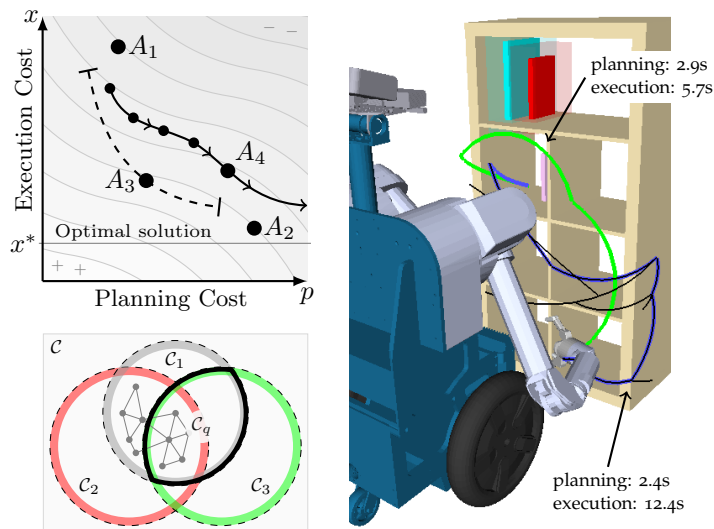 x
Execution Cost
x*
− −
A₁
A₃
A₄
A₂
Optimal solution
+ +
Planning Cost
p
𝒞
𝒞₁
𝒞q
𝒞₂
𝒞₃
planning: 2.9s
execution: 5.7s
planning: 2.4s
execution: 12.4s